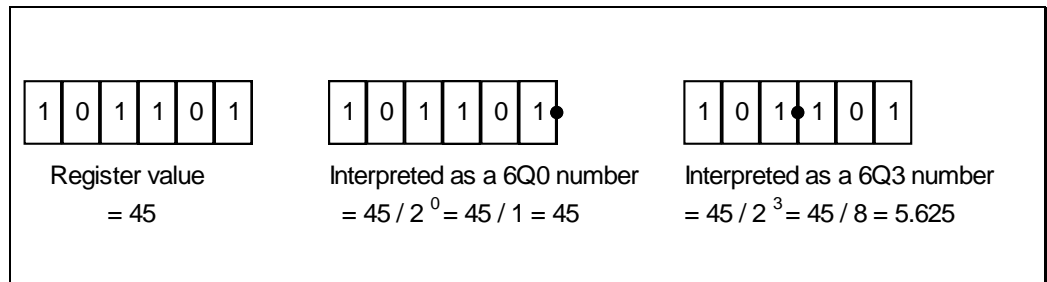 1 0 1 1 0 1
1 0 1 1 0 1
1 0 1 1 0 1
Register value
= 45
Interpreted as a 6Q0 number
= 45 / 2 ⁰ = 45 / 1 = 45
Interpreted as a 6Q3 number
= 45 / 2 ³ = 45 / 8 = 5.625